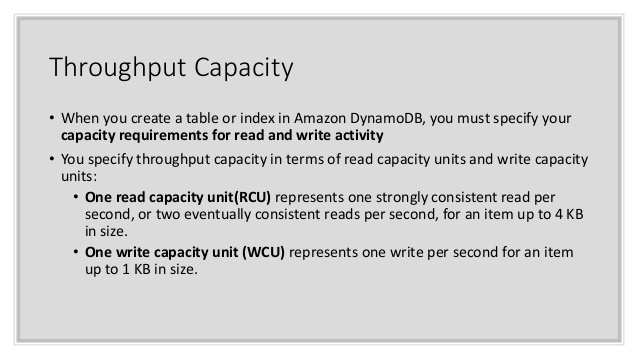 Throughput Capacity
• When you create a table or index in Amazon DynamoDB, you must specify your
capacity requirements for read and write activity
• You specify throughput capacity in terms of read capacity units and write capacity
units:
• One read capacity unit(RCU) represents one strongly consistent read per
second, or two eventually consistent reads per second, for an item up to 4 KB
in size.
• One write capacity unit (WCU) represents one write per second for an item
up to 1 KB in size.